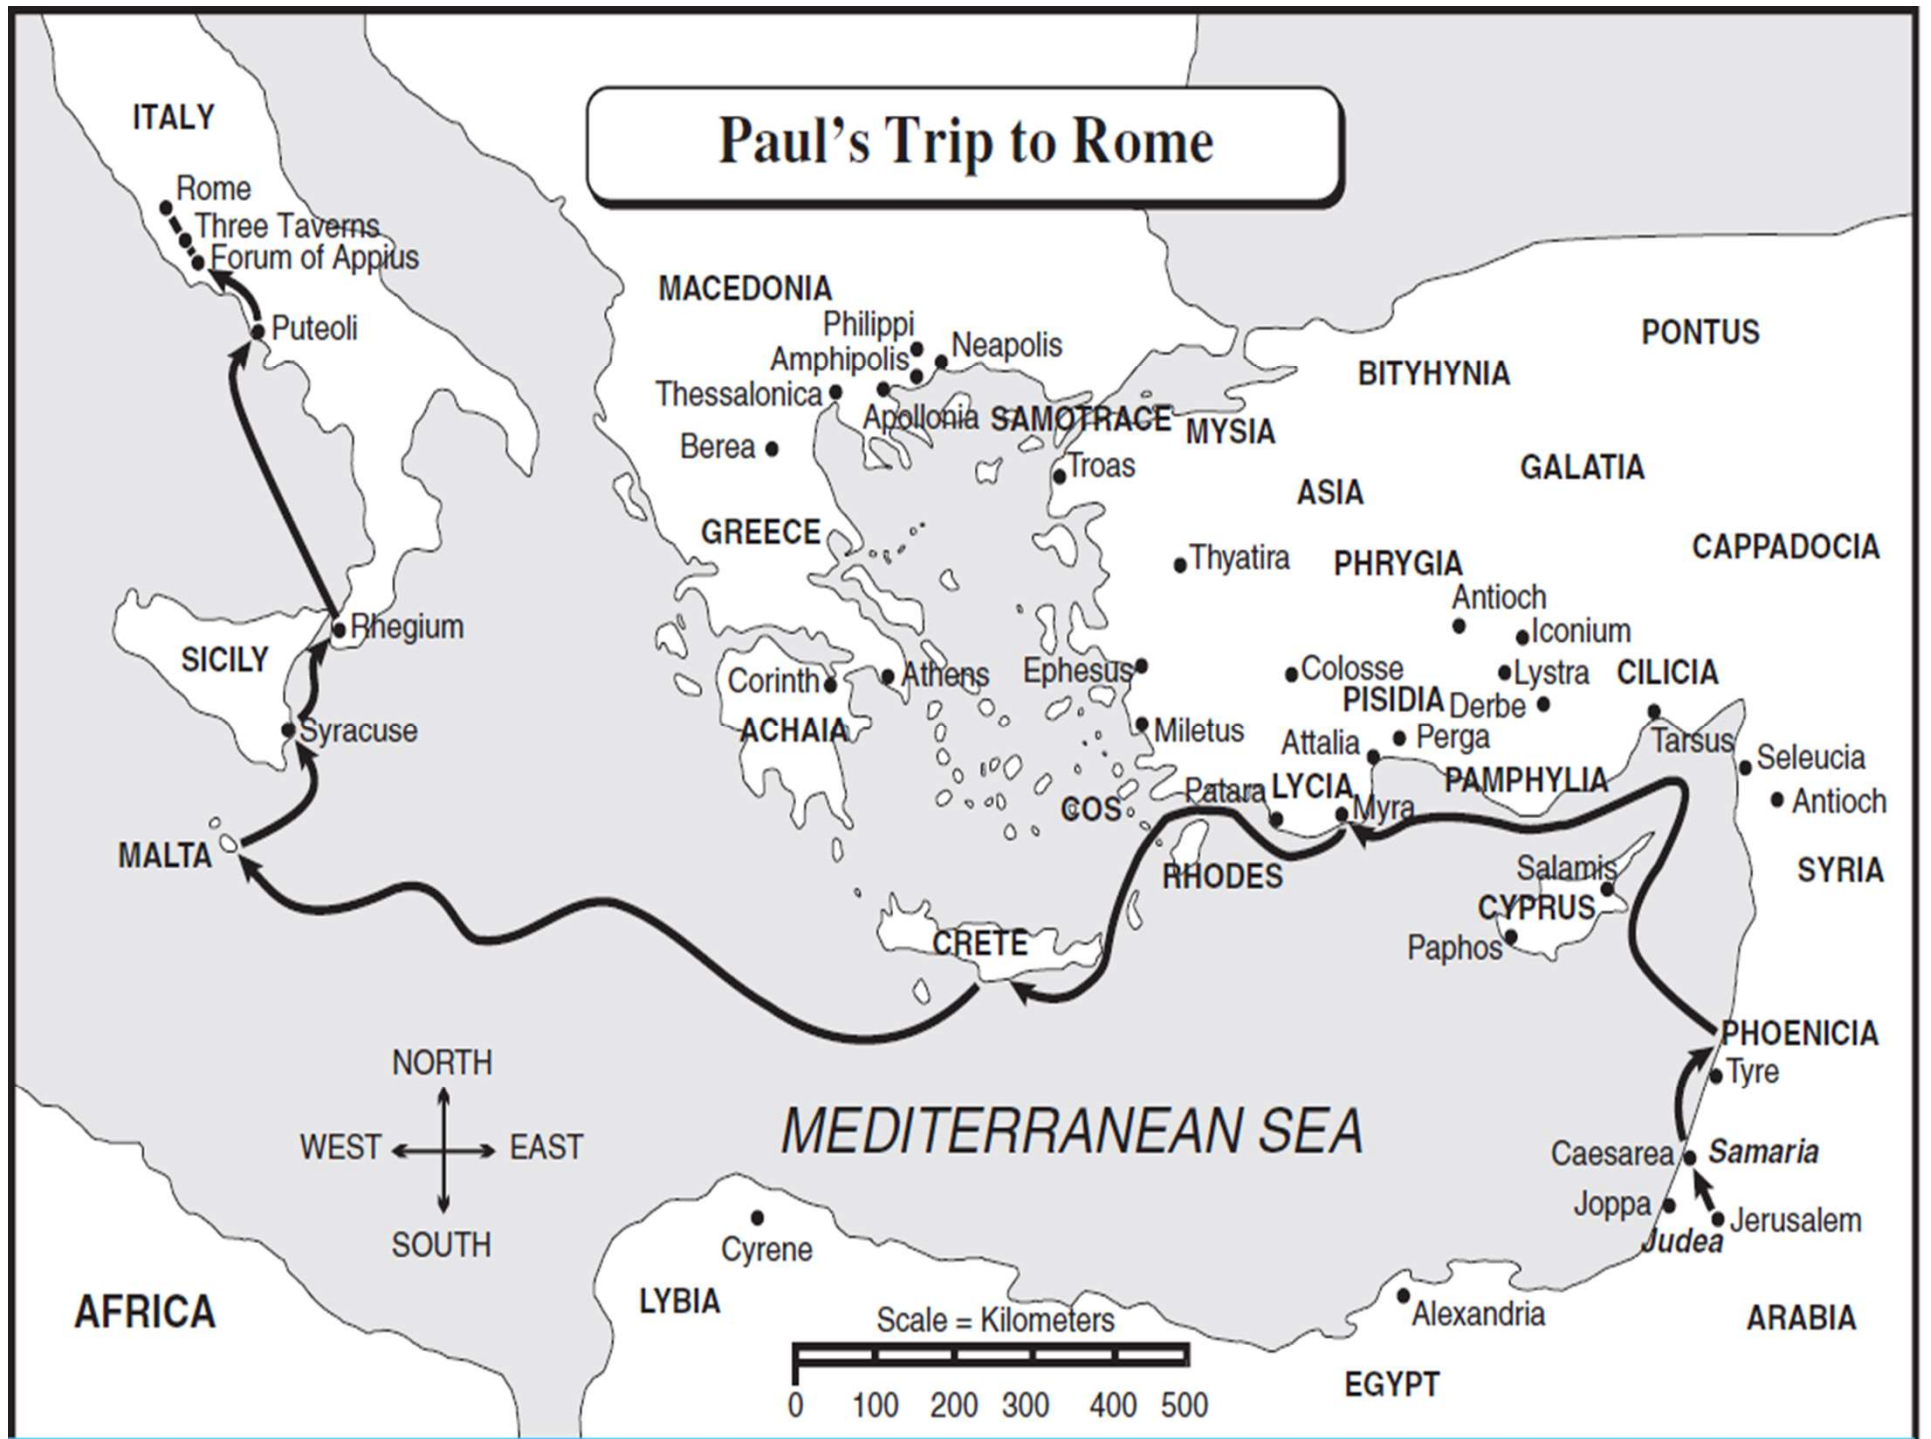 Paul's Trip to Rome
ITALY
Rome
Three Taverns
Forum of Appius
Puteoli
MACEDONIA
Philippi
Neapolis
Amphipolis
Thessalonica
Apollonia
SAMOTRACE
MYSIA
BITYHYNIA
PONTUS
Berea
Troas
GALATIA
ASIA
GREECE
Thyatira
PHRYGIA
CAPPADOCIA
Antioch
Iconium
Rhegium
SICILY
Corinth
Athens
Ephesus
Colosse
Lystra
CILICIA
PISIDIA
Derbe
ACHAIA
Syracuse
Miletus
Attalia
Perga
Tarsus
Seleucia
Patara
LYCIA
Myra
PAMPHYLIA
Antioch
COS
MALTA
RHODES
Salamis
SYRIA
CYPRUS
Paphos
CRETE
PHOENICIA
Tyre
NORTH
WEST
EAST
SOUTH
MEDITERRANEAN SEA
Caesarea
Samaria
Joppa
Jerusalem
Judea
Cyrene
AFRICA
LYBIA
Alexandria
ARABIA
EGYPT
Scale = Kilometers
0 100 200 300 400 500